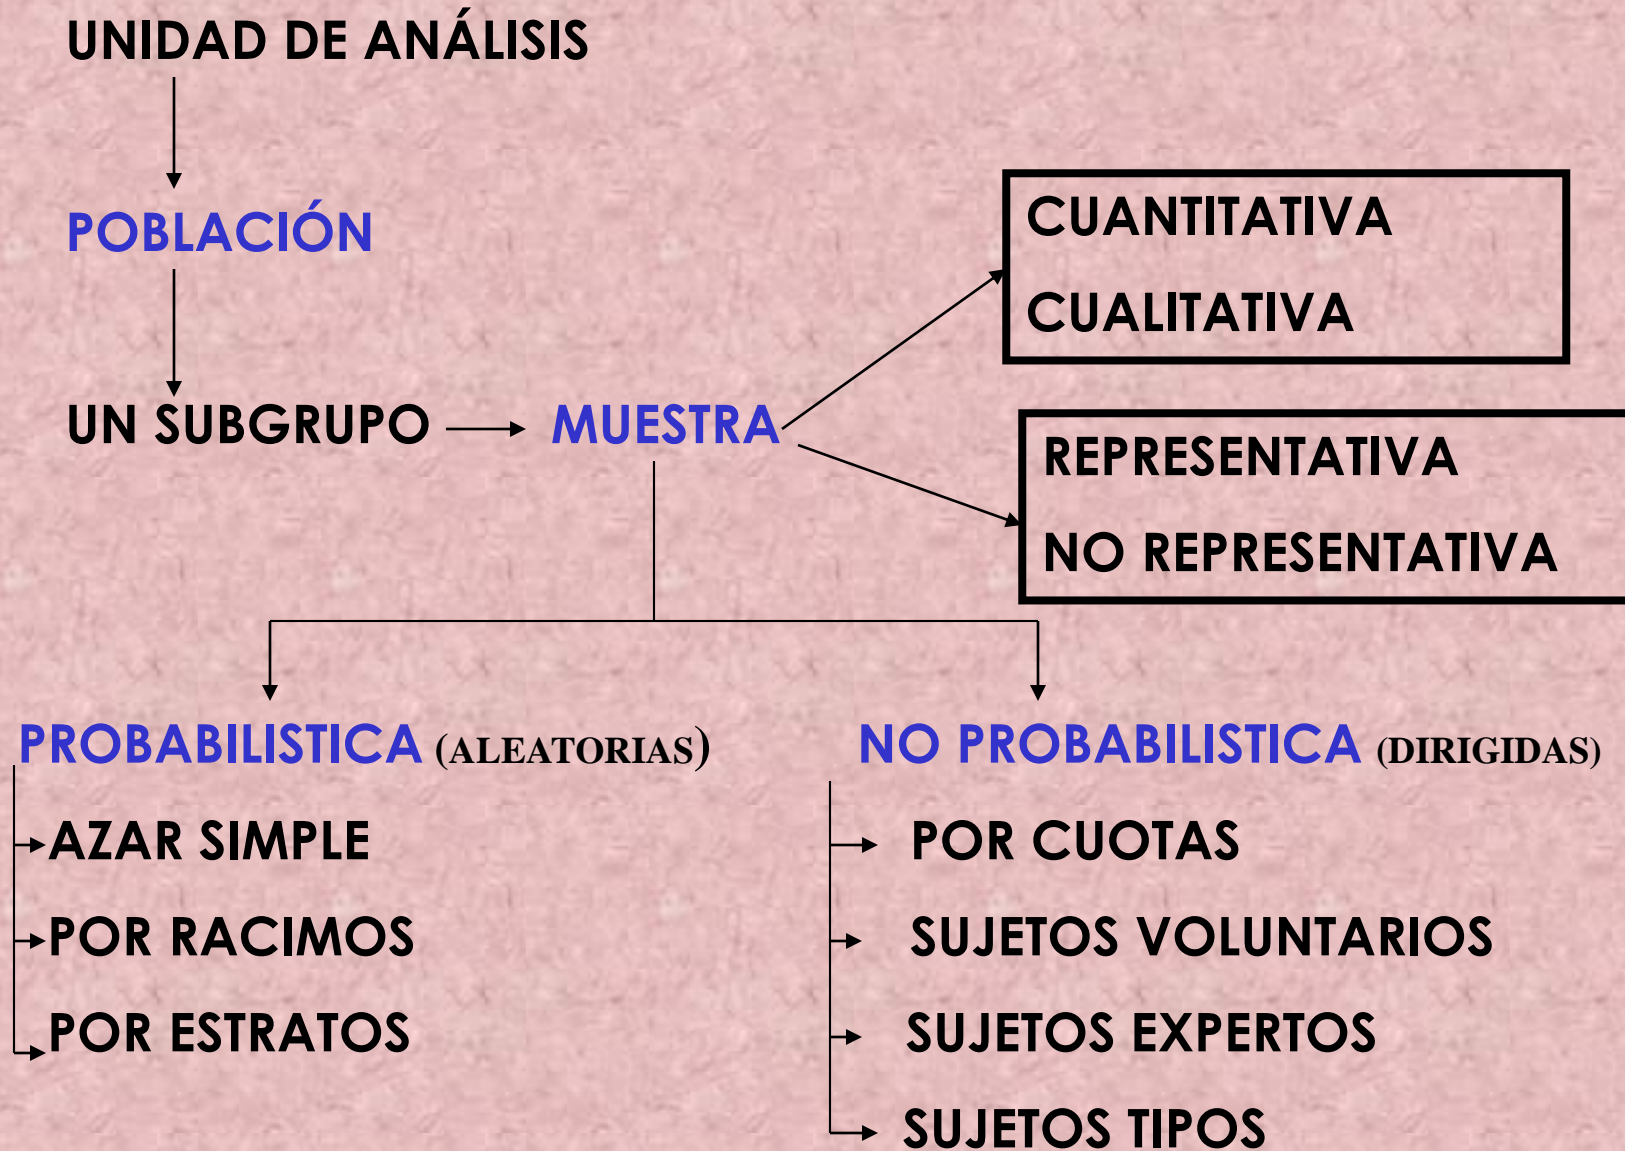 UNIDAD DE ANÁLISIS
POBLACIÓN
UN SUBGRUPO
MUESTRA
CUANTITATIVA
CUALITATIVA
REPRESENTATIVA
NO REPRESENTATIVA
PROBABILISTICA (ALEATORIAS)
AZAR SIMPLE
POR RACIMOS
POR ESTRATOS
NO PROBABILISTICA (DIRIGIDAS)
POR CUOTAS
SUJETOS VOLUNTARIOS
SUJETOS EXPERTOS
SUJETOS TIPOS